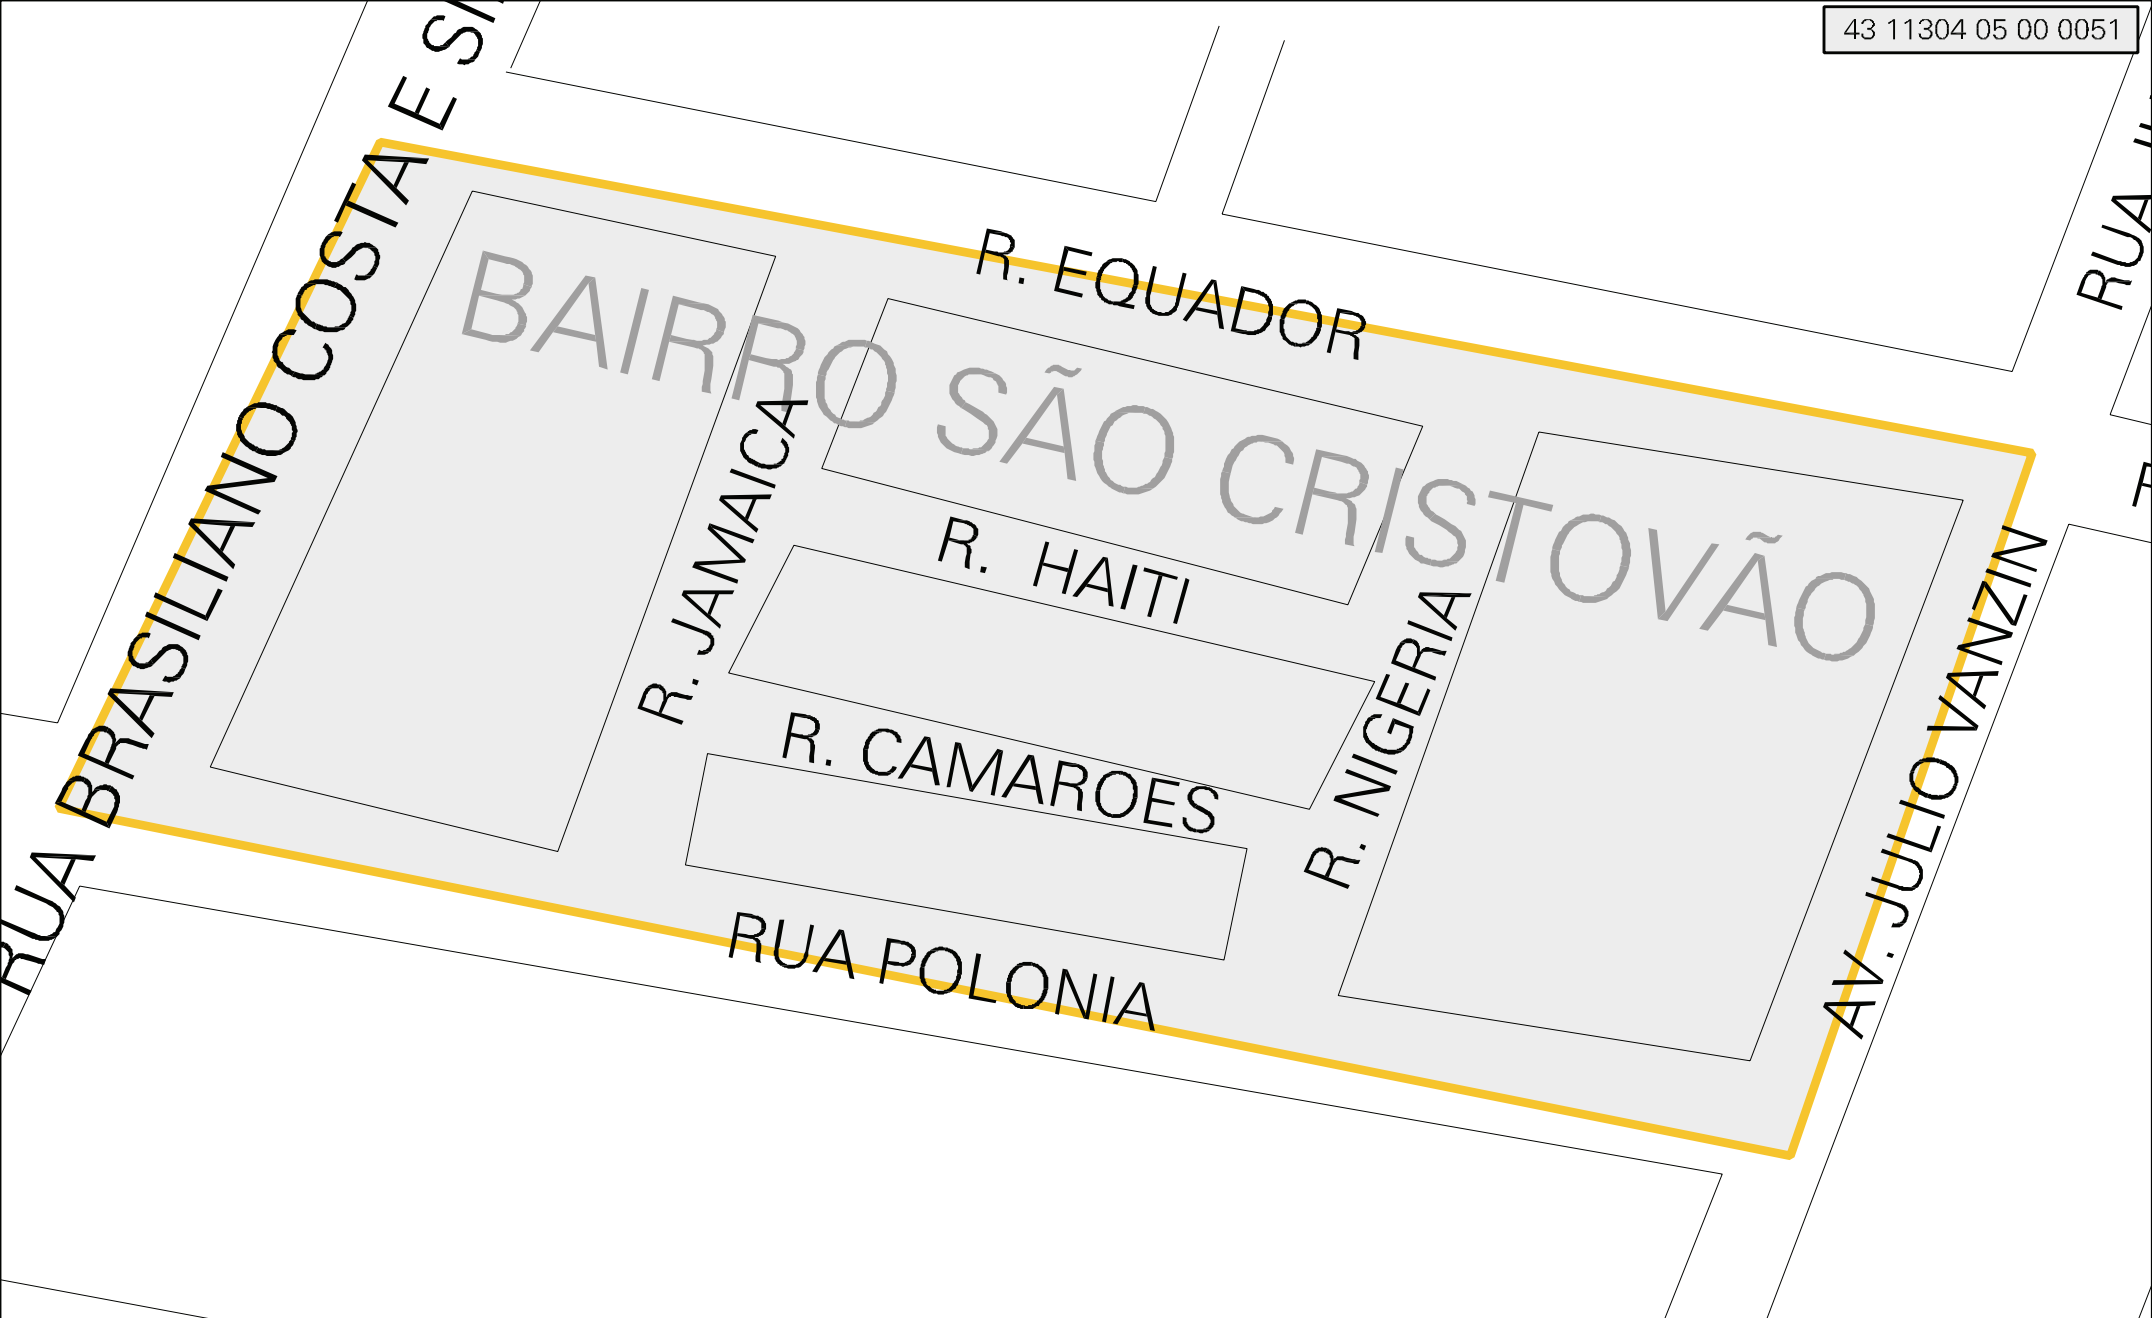 43 11304 05 00 0051
RUA BRASILIANO COSTA E
R. EQUADOR
RUA
BAIRRO SÃO CRISTOVÃO
R. JAMAICA
R. HAITI
R. NIGERIA
R. CAMAROES
AV. JULIO VANZIN
RUA POLONIA